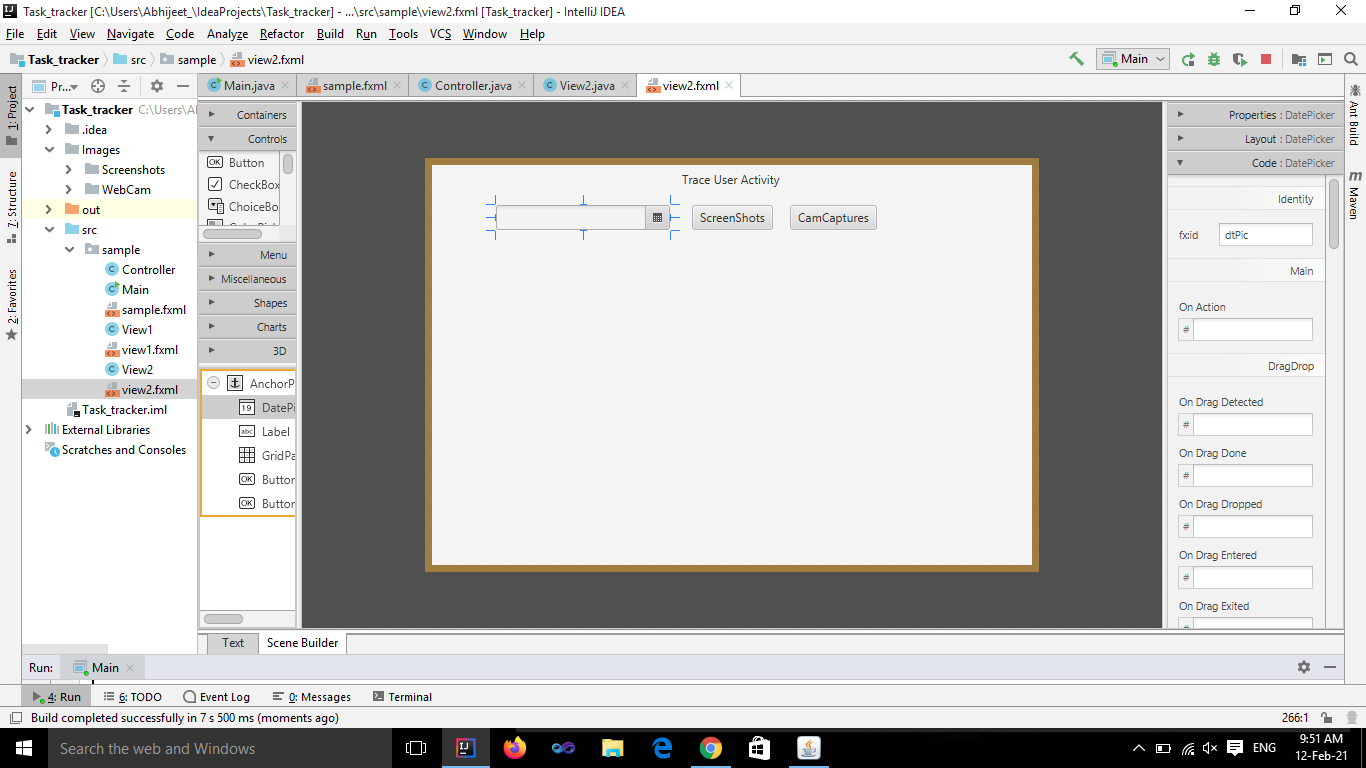 Task_tracker [C:\Users\Abhijeet_\IdeaProjects\Task_tracker] - ...\src\sample\view2.fxml [Task_tracker] - IntelliJ IDEA
File Edit View Navigate Code Analyze Refactor Build Run Tools VCS Window Help
Task_tracker src sample view2.fxml
Main
Pr...
Main.java sample.fxml Controller.java View2.java view2.fxml
1: Project
7: Structure
2: Favorites
Task_tracker C:\Users\Al
.idea
Images
Screenshots
WebCam
out
src
sample
Controller
Main
sample.fxml
View1
view1.fxml
View2
view2.fxml
Task_tracker.iml
External Libraries
Scratches and Consoles
Containers
Controls
OK Button
CheckBox
ChoiceBo
Menu
Miscellaneous
Shapes
Charts
3D
AnchorP
19 DatePi
abc Label
GridPa
OK Button
OK Button
Trace User Activity
ScreenShots CamCaptures
Properties : DatePicker
Layout : DatePicker
Code : DatePicker
Identity
fx:id dtPic
Main
On Action
#
DragDrop
On Drag Detected
#
On Drag Done
#
On Drag Dropped
#
On Drag Entered
#
On Drag Exited
#
Ant Build
m Maven
Text Scene Builder
Run: Main
4: Run 6: TODO Event Log 0: Messages Terminal
Build completed successfully in 7 s 500 ms (moments ago)
266:1
Search the web and Windows
ENG
9:51 AM
12-Feb-21